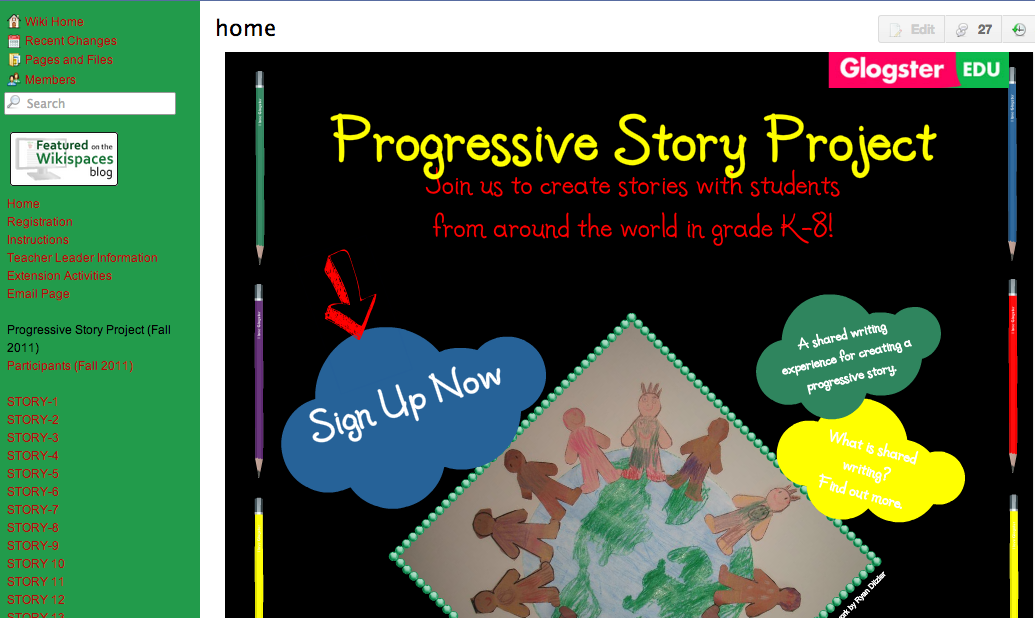 Wiki Home
Recent Changes
Pages and Files
Members
Search
Featured on the
Wikispaces
blog
Home
Registration
Instructions
Teacher Leader Information
Extension Activities
Email Page
Progressive Story Project (Fall
2011)
Participants (Fall 2011)
STORY-1
STORY-2
STORY-3
STORY-4
STORY-5
STORY-6
STORY-7
STORY-8
STORY-9
STORY 10
STORY 11
STORY 12
home
Edit
27
Glogster EDU
Progressive Story Project
Join us to create stories with students
from around the world in grade K-8!
Sign Up Now
A shared writing
experience for creating a
progressive story.
What is shared
writing?
Find out more.
by Ryan Dizler